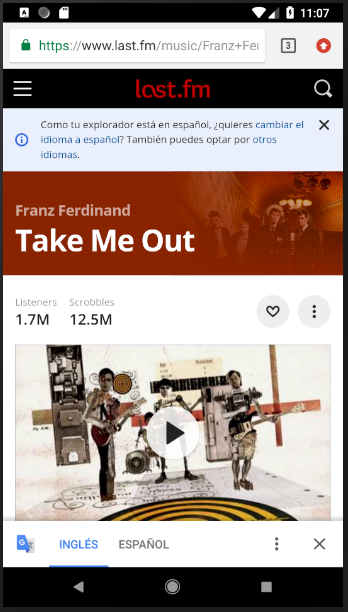 11:07
https://www.last.fm/music/Franz+Fe
3
last.fm
Como tu explorador está en español, ¿quieres cambiar el
idioma a español? También puedes optar por otros
idiomas.
Franz Ferdinand
Take Me Out
Listeners
Scrobbles
1.7M
12.5M
INGLÉS
ESPAÑOL